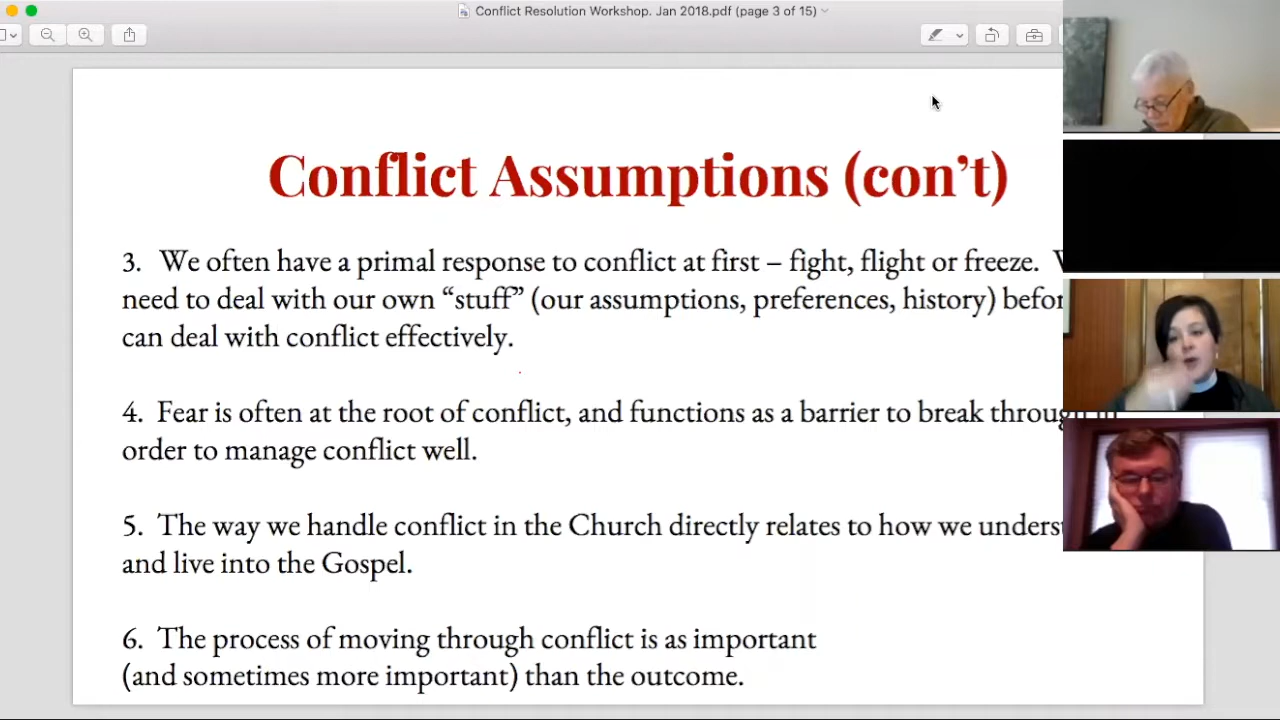 Conflict Resolution Workshop. Jan 2018.pdf (page 3 of 15)
Conflict Assumptions (con’t)
3. We often have a primal response to conflict at first – fight, flight or freeze.
need to deal with our own “stuff” (our assumptions, preferences, history)
can deal with conflict effectively.
4. Fear is often at the root of conflict, and functions as a barrier to break through in
order to manage conflict well.
5. The way we handle conflict in the Church directly relates to how we
and live into the Gospel.
6. The process of moving through conflict is as important
(and sometimes more important) than the outcome.